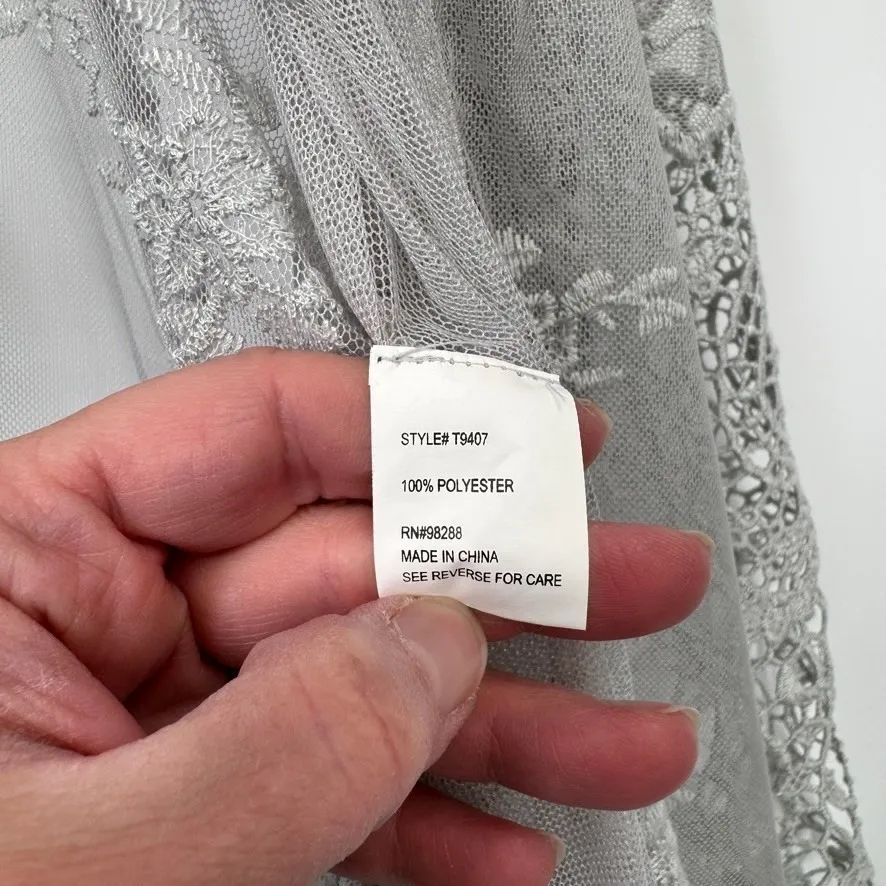 STYLE# T9407
100% POLYESTER
RN#98288
MADE IN CHINA
SEE REVERSE FOR CARE